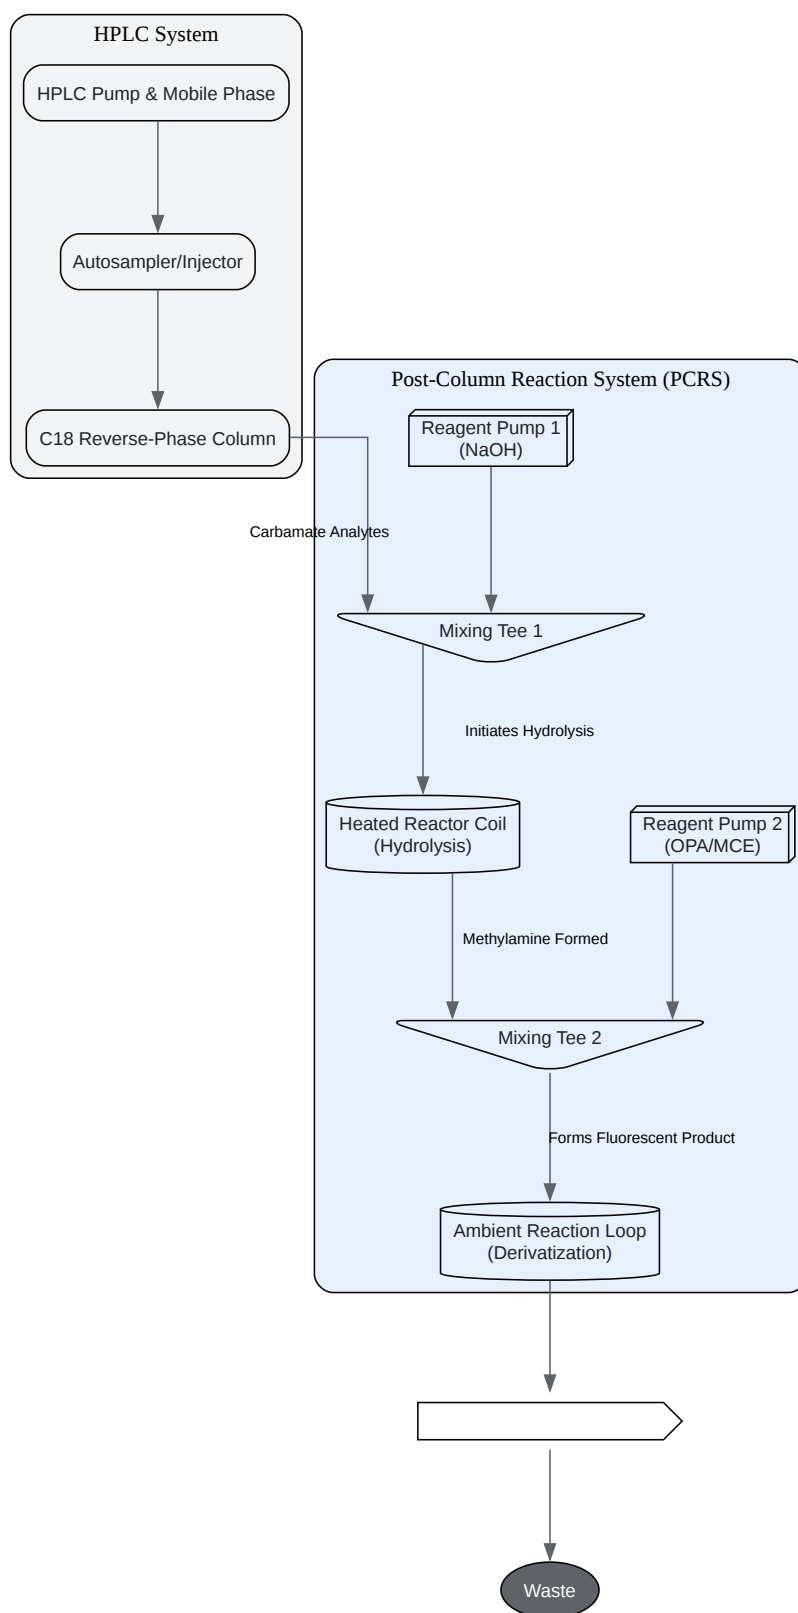 HPLC System
HPLC Pump & Mobile Phase
Autosampler/Injector
C18 Reverse-Phase Column
Post-Column Reaction System (PCRS)
Reagent Pump 1
(NaOH)
Carbamate Analytes
Mixing Tee 1
Initiates Hydrolysis
Heated Reactor Coil
(Hydrolysis)
Reagent Pump 2
(OPA/MCE)
Methylamine Formed
Mixing Tee 2
Forms Fluorescent Product
Ambient Reaction Loop
(Derivatization)
Waste